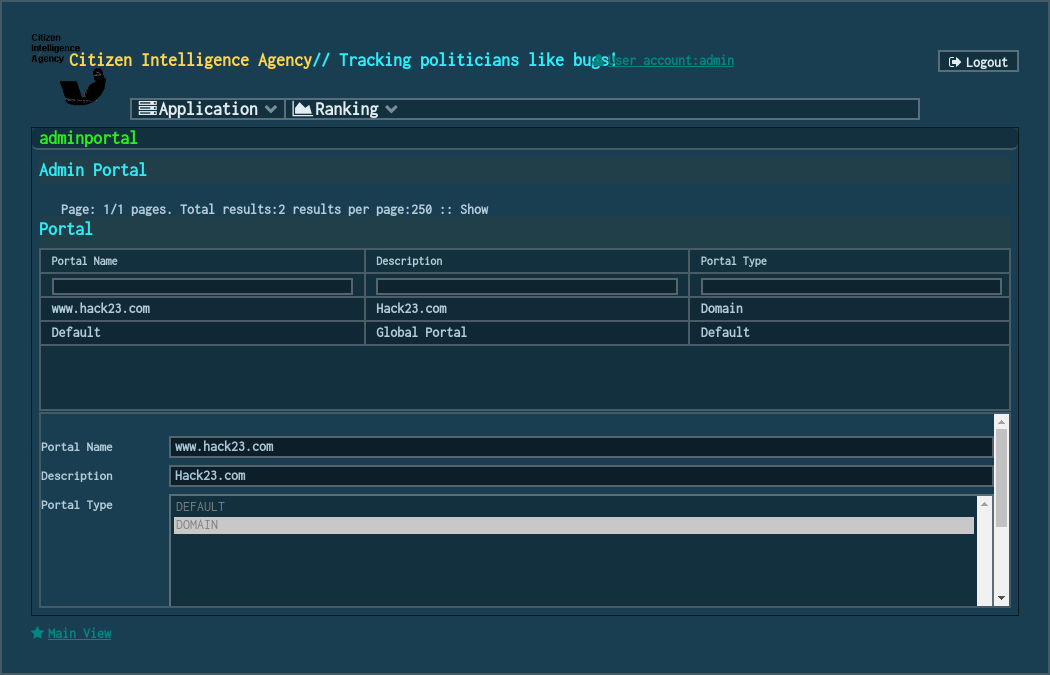 Citizen
Intelligence
Agency
Citizen Intelligence Agency// Tracking politicians like bugs!
User account:admin
Logout
Application
Ranking
adminportal
Admin Portal
Page: 1/1 pages. Total results:2 results per page:250 :: Show
Portal
Portal Name Description Portal Type
www.hack23.com Hack23.com Domain
Default Global Portal Default
Portal Name www.hack23.com
Description Hack23.com
Portal Type DEFAULT
DOMAIN
Main View